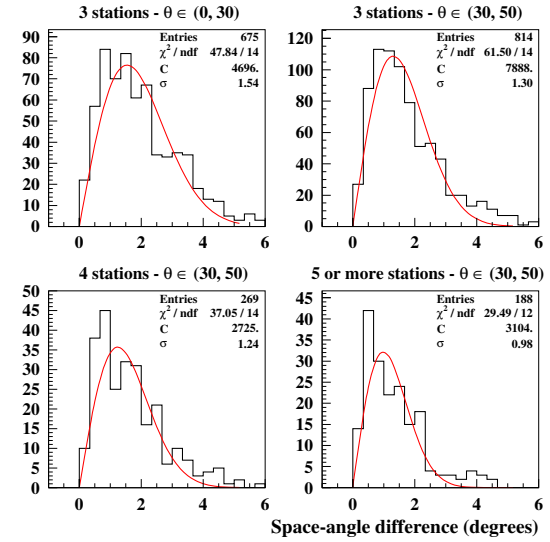 3 stations - θ ∈ (0, 30)
Entries 675
χ² / ndf 47.84 / 14
C 4696.
σ 1.54
90
80
70
60
50
40
30
20
10
0
0 2 4 6
3 stations - θ ∈ (30, 50)
Entries 814
χ² / ndf 61.50 / 14
C 7888.
σ 1.30
120
100
80
60
40
20
0
0 2 4 6
4 stations - θ ∈ (30, 50)
Entries 269
χ² / ndf 37.05 / 14
C 2725.
σ 1.24
50
45
40
35
30
25
20
15
10
5
0
0 2 4 6
5 or more stations - θ ∈ (30, 50)
Entries 188
χ² / ndf 29.49 / 12
C 3104.
σ 0.98
45
40
35
30
25
20
15
10
5
0
0 2 4 6
Space-angle difference (degrees)